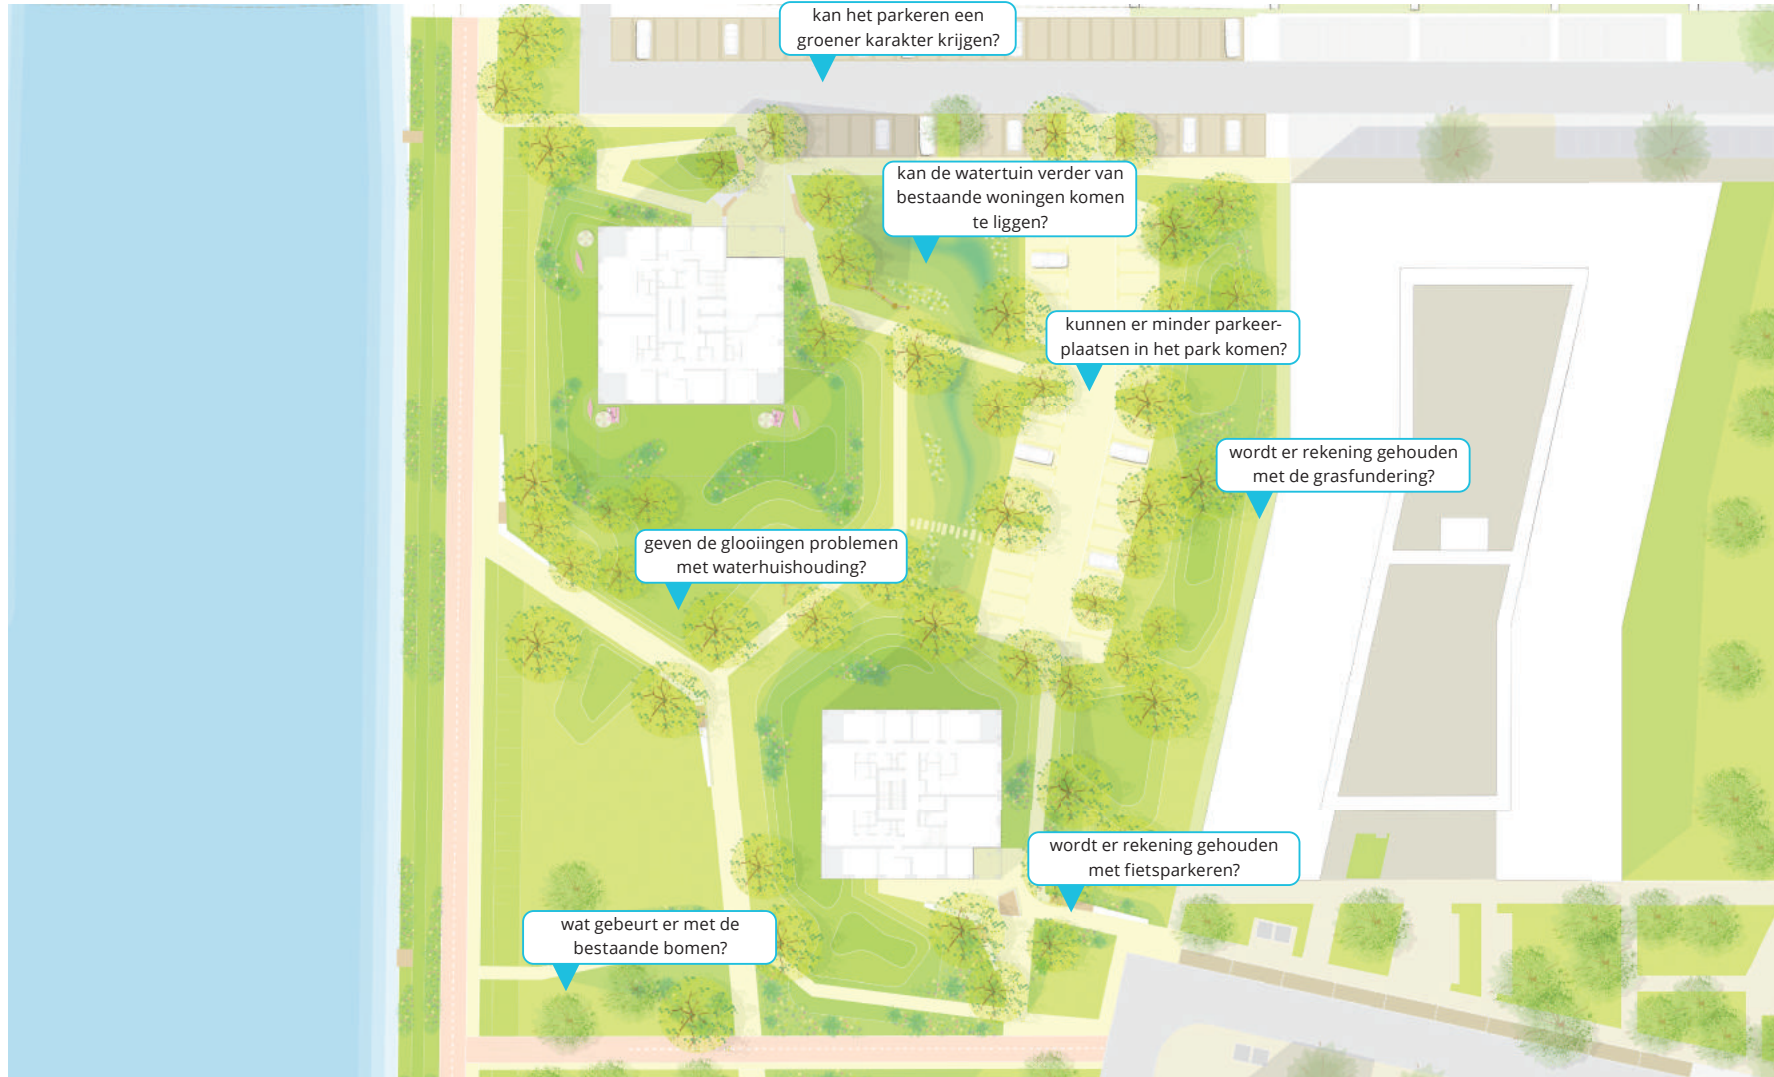 kan het parkeren een
groener karakter krijgen?
kan de watertuin verder van
bestaande woningen komen
te liggen?
kunnen er minder parkeer-
plaatsen in het park komen?
wordt er rekening gehouden
met de grasfundering?
geven de glooiingen problemen
met waterhuishouding?
wordt er rekening gehouden
met fietsparkeren?
wat gebeurt er met de
bestaande bomen?